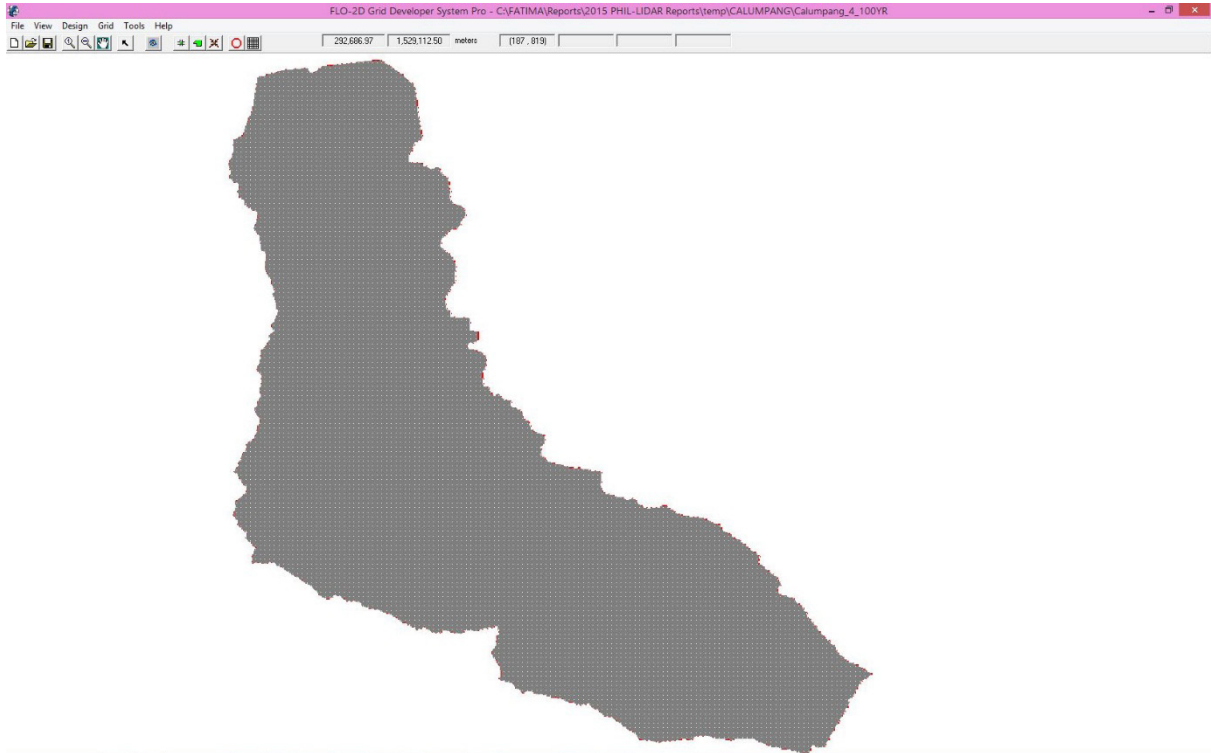 FLO-2D Grid Developer System Pro - C:\FATIMA\Reports\2015 PHIL-LIDAR Reports\temp\CALUMPANG\Calumpang_4_100YR
File View Design Grid Tools Help
292,686.97 1,529,112.50 meters (187 , 819)